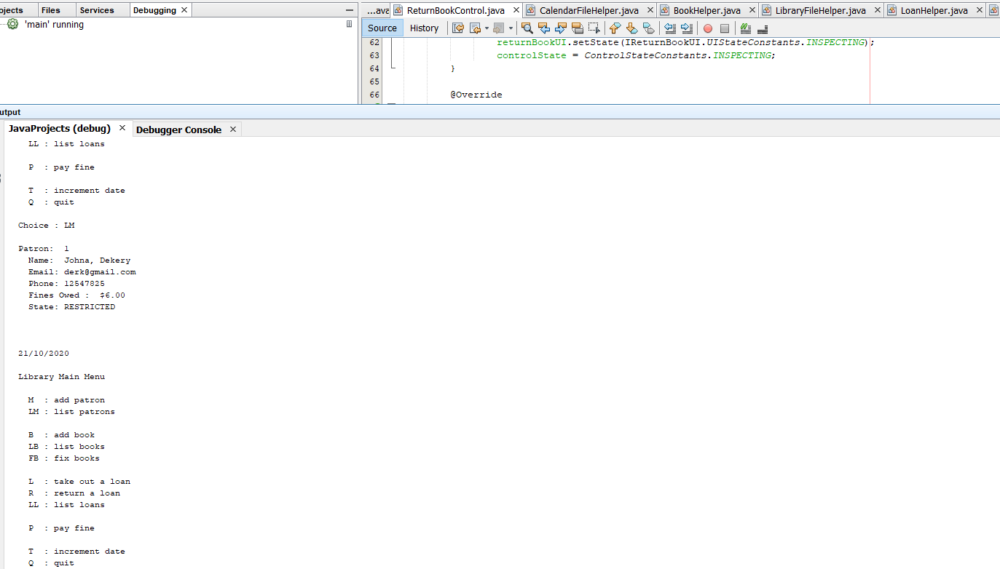 ojects Files Services Debugging
'main' running
...ava ReturnBookControl.java CalendarFileHelper.java BookHelper.java LibraryFileHelper.java LoanHelper.java
Source History
62 returnBookUI.setState(IReturnBookUI.UIStateConstants.INSPECTING);
63 controlState = ControlStateConstants.INSPECTING;
64 }
65
66 @Override
utput
JavaProjects (debug) Debugger Console
LL : list loans
P : pay fine
T : increment date
Q : quit
Choice : LM
Patron: 1
Name: Johna, Dekery
Email: derk@gmail.com
Phone: 12547825
Fines Owed : $6.00
State: RESTRICTED
21/10/2020
Library Main Menu
M : add patron
LM : list patrons
B : add book
LB : list books
FB : fix books
L : take out a loan
R : return a loan
LL : list loans
P : pay fine
T : increment date
Q : quit